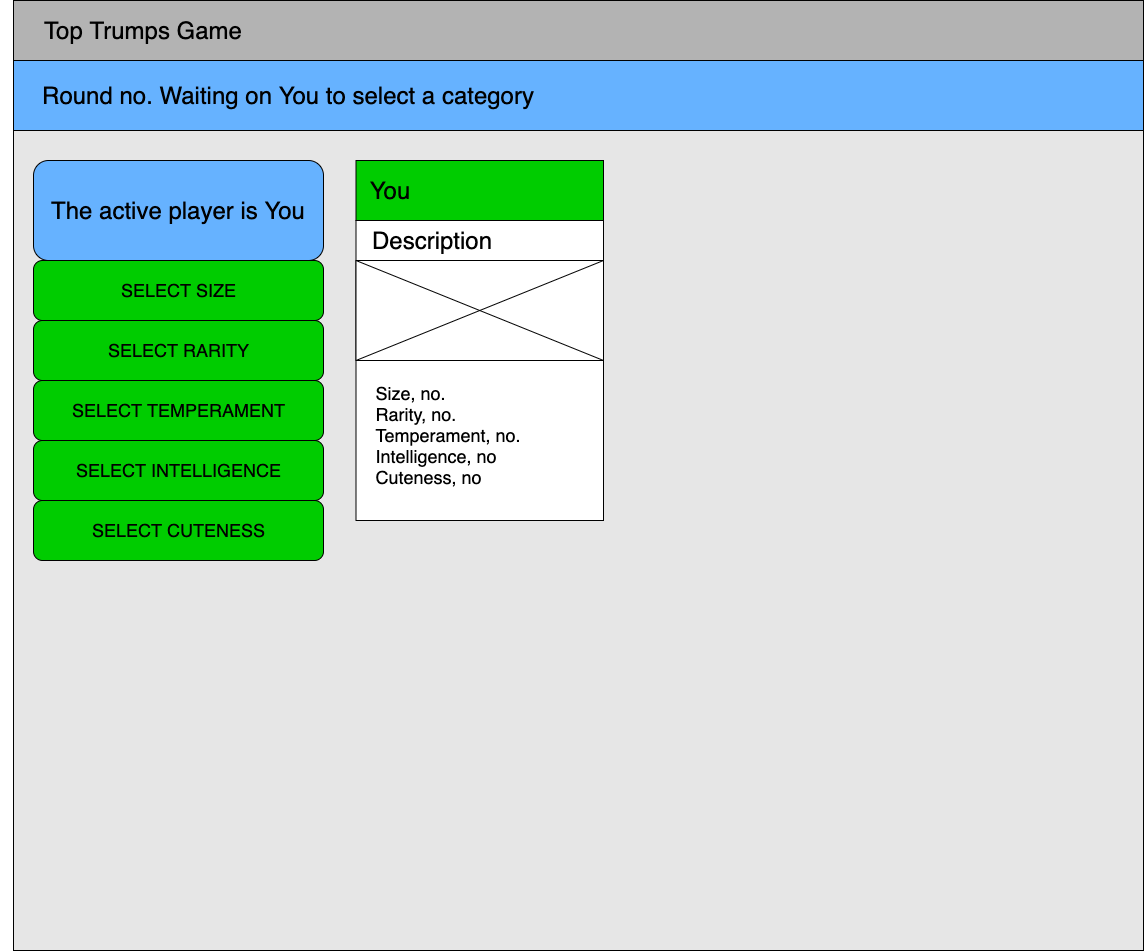 Top Trumps Game
Round no. Waiting on You to select a category
The active player is You
SELECT SIZE
SELECT RARITY
SELECT TEMPERAMENT
SELECT INTELLIGENCE
SELECT CUTENESS
You
Description
Size, no.
Rarity, no.
Temperament, no.
Intelligence, no
Cuteness, no